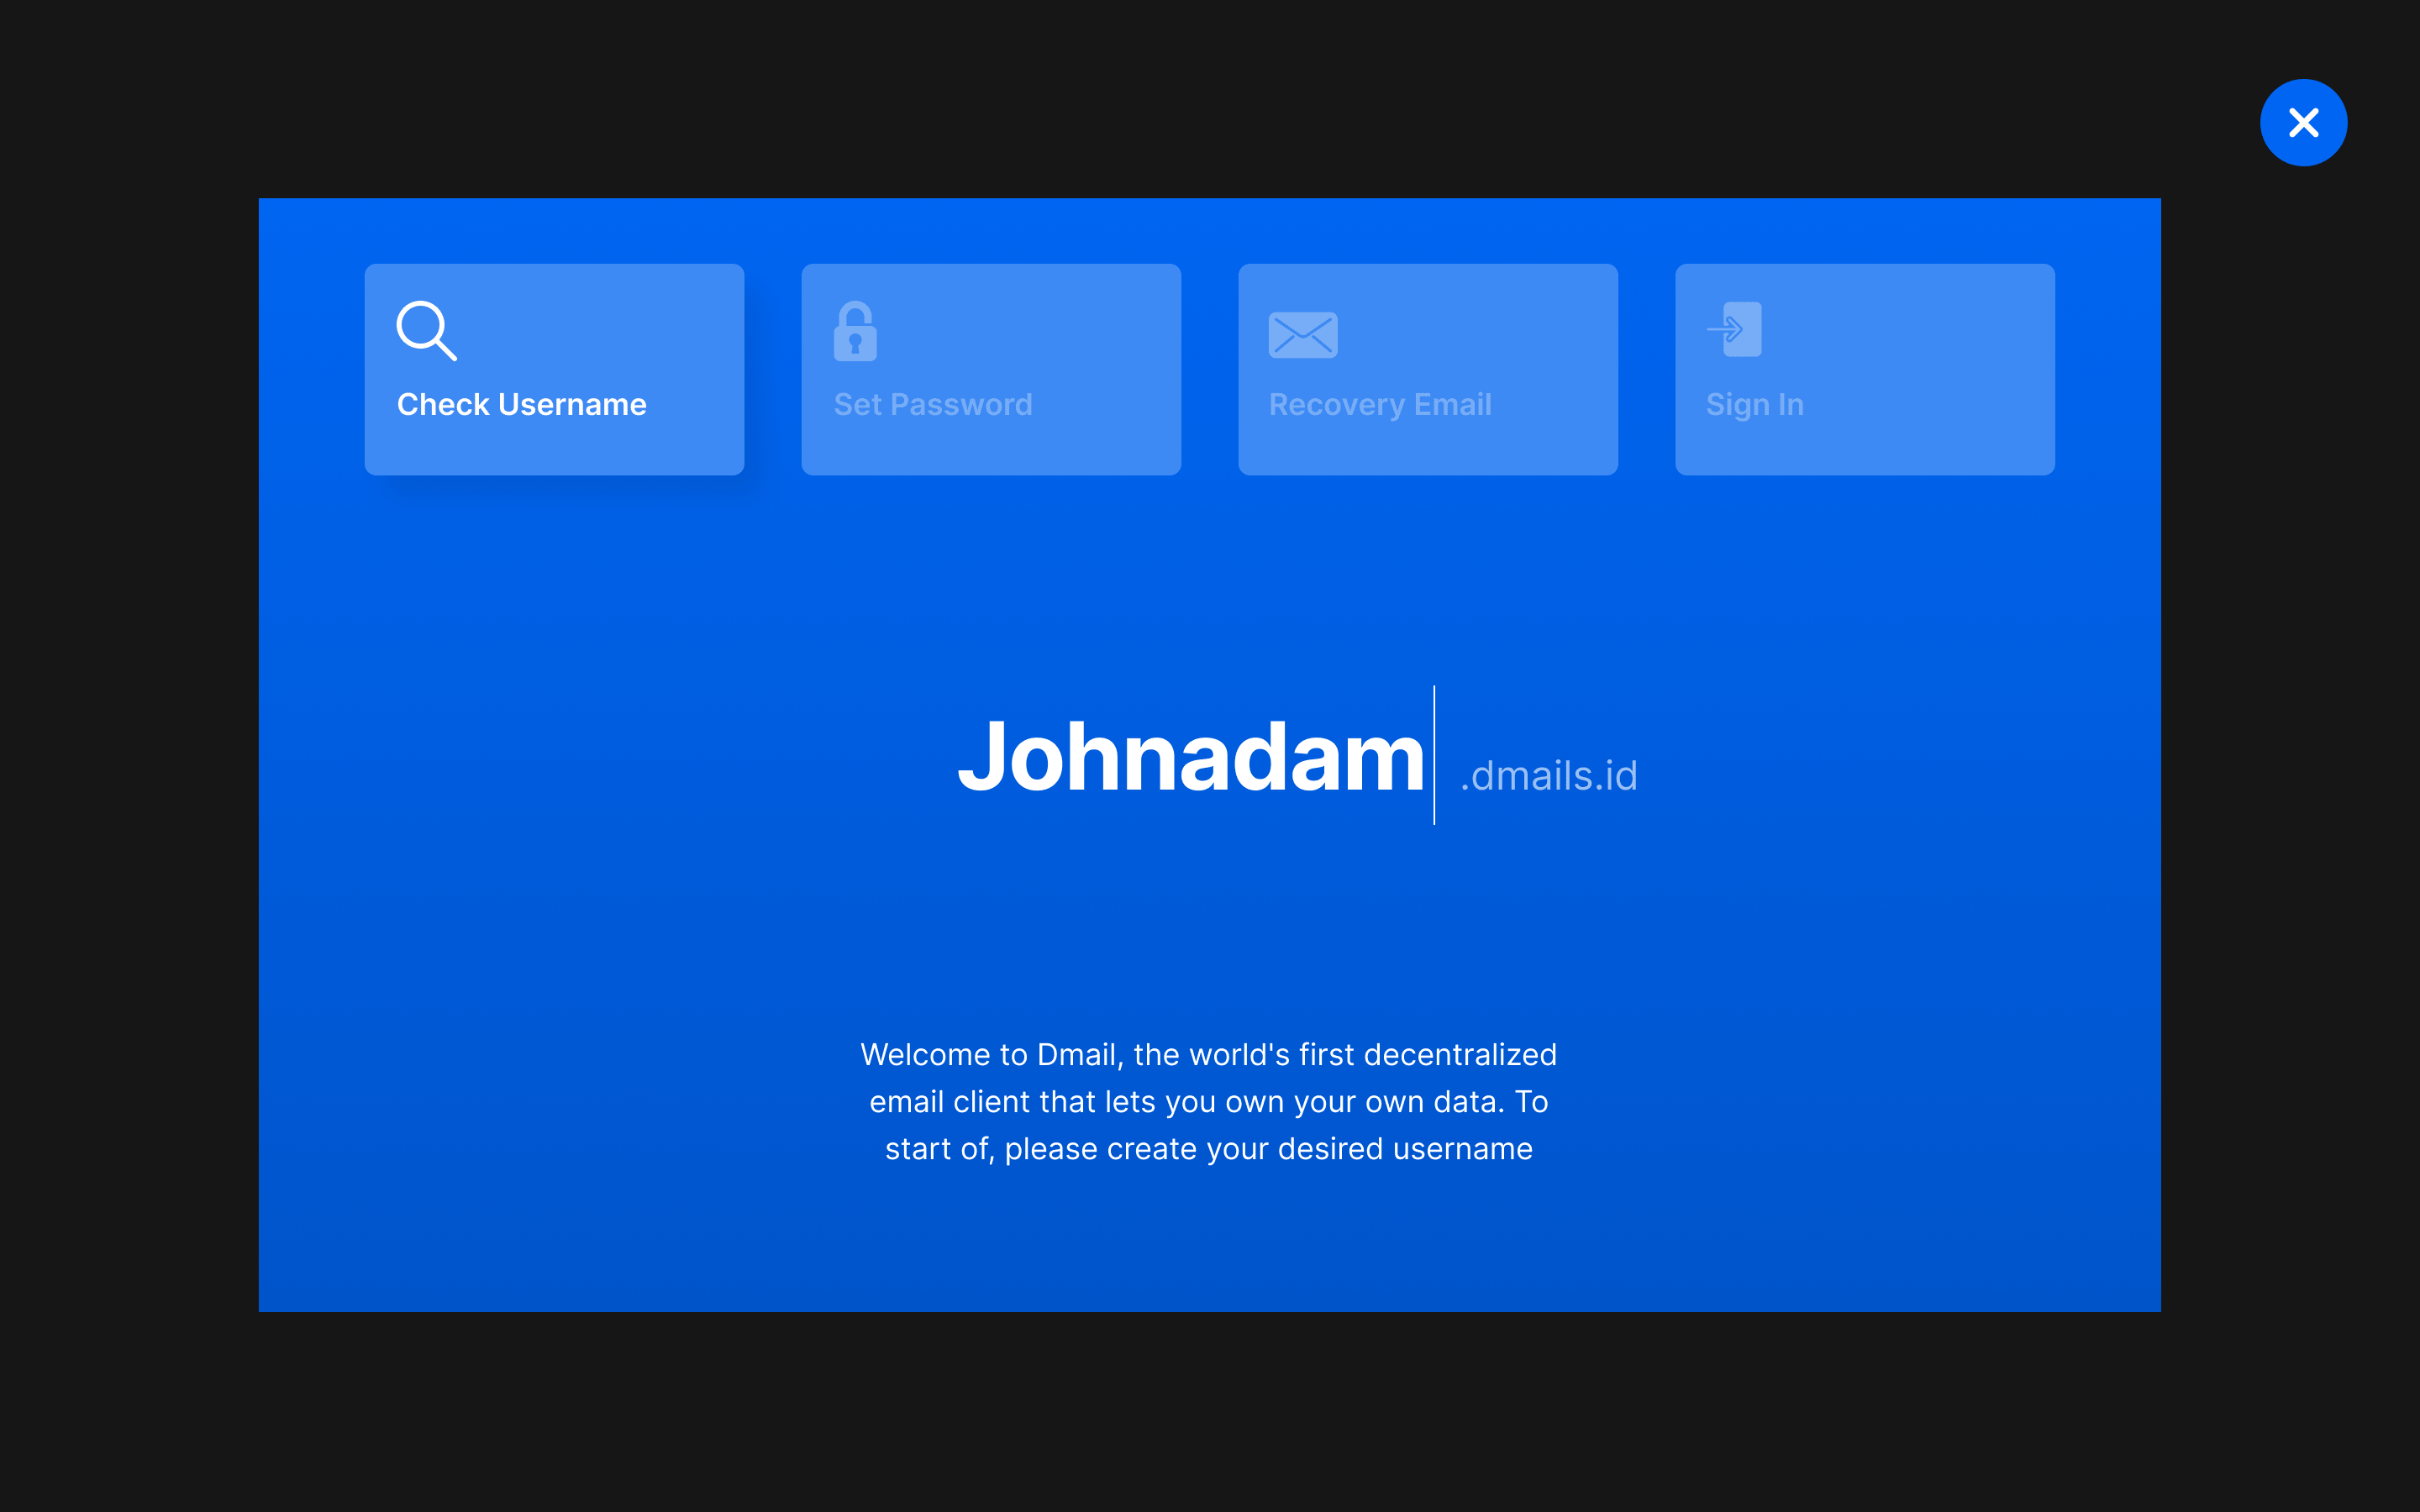 Check Username
Set Password
Recovery Email
Sign In
Johnadam .dmails.id
Welcome to Dmail, the world's first decentralized
email client that lets you own your own data. To
start of, please create your desired username